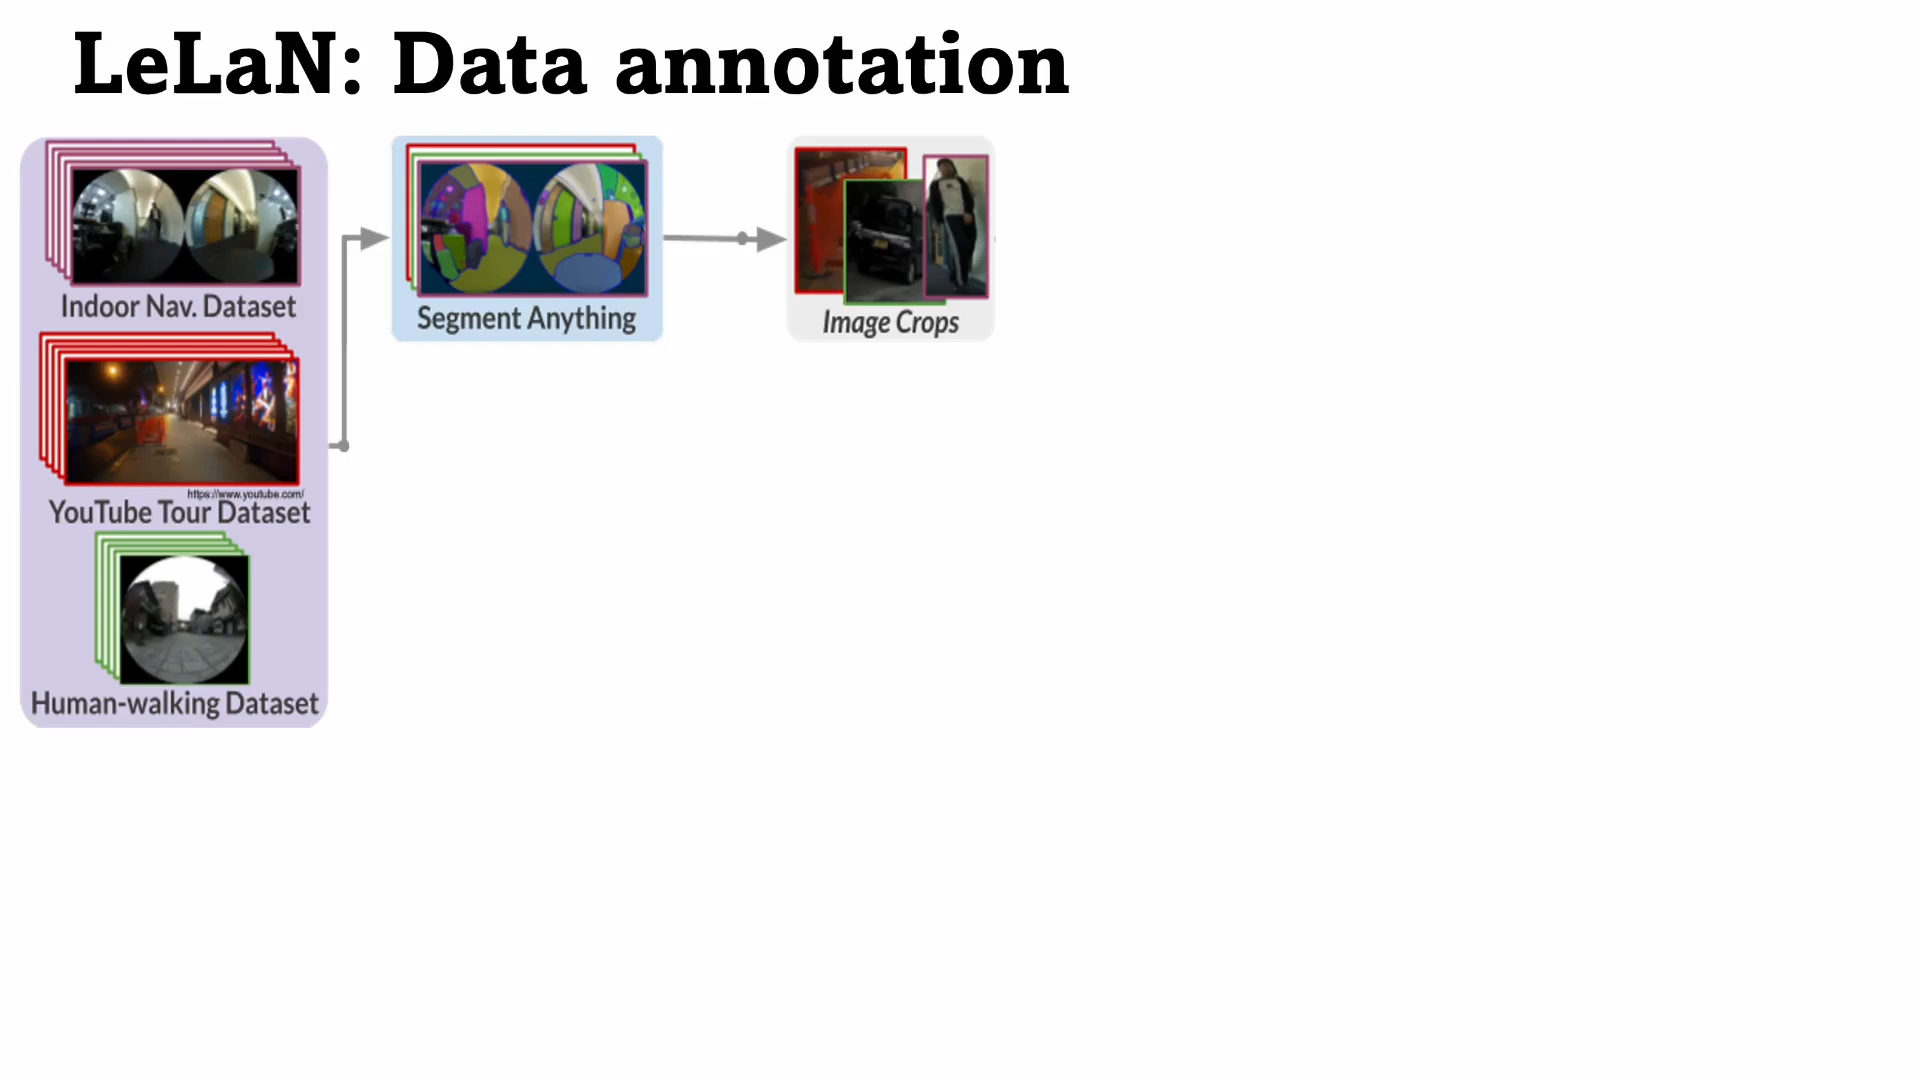 LeLaN: Data annotation
Indoor Nav. Dataset
https://www.youtube.com/
YouTube Tour Dataset
Human-walking Dataset
Segment Anything
Image Crops